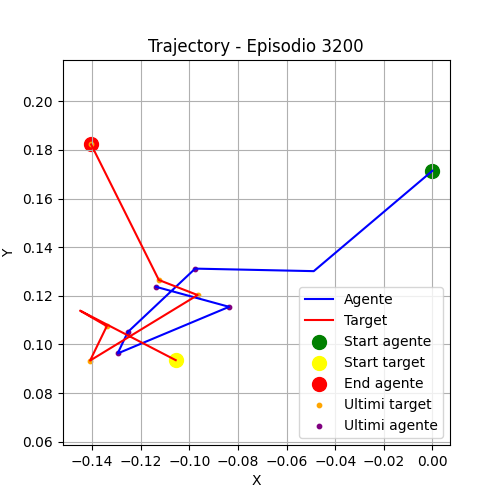 Trajectory - Episodio 3200
Y
0.20
0.18
0.16
0.14
0.12
0.10
0.08
0.06
Agente
Target
Start agente
Start target
End agente
Ultimi target
Ultimi agente
−0.14 −0.12 −0.10 −0.08 −0.06 −0.04 −0.02 0.00
X